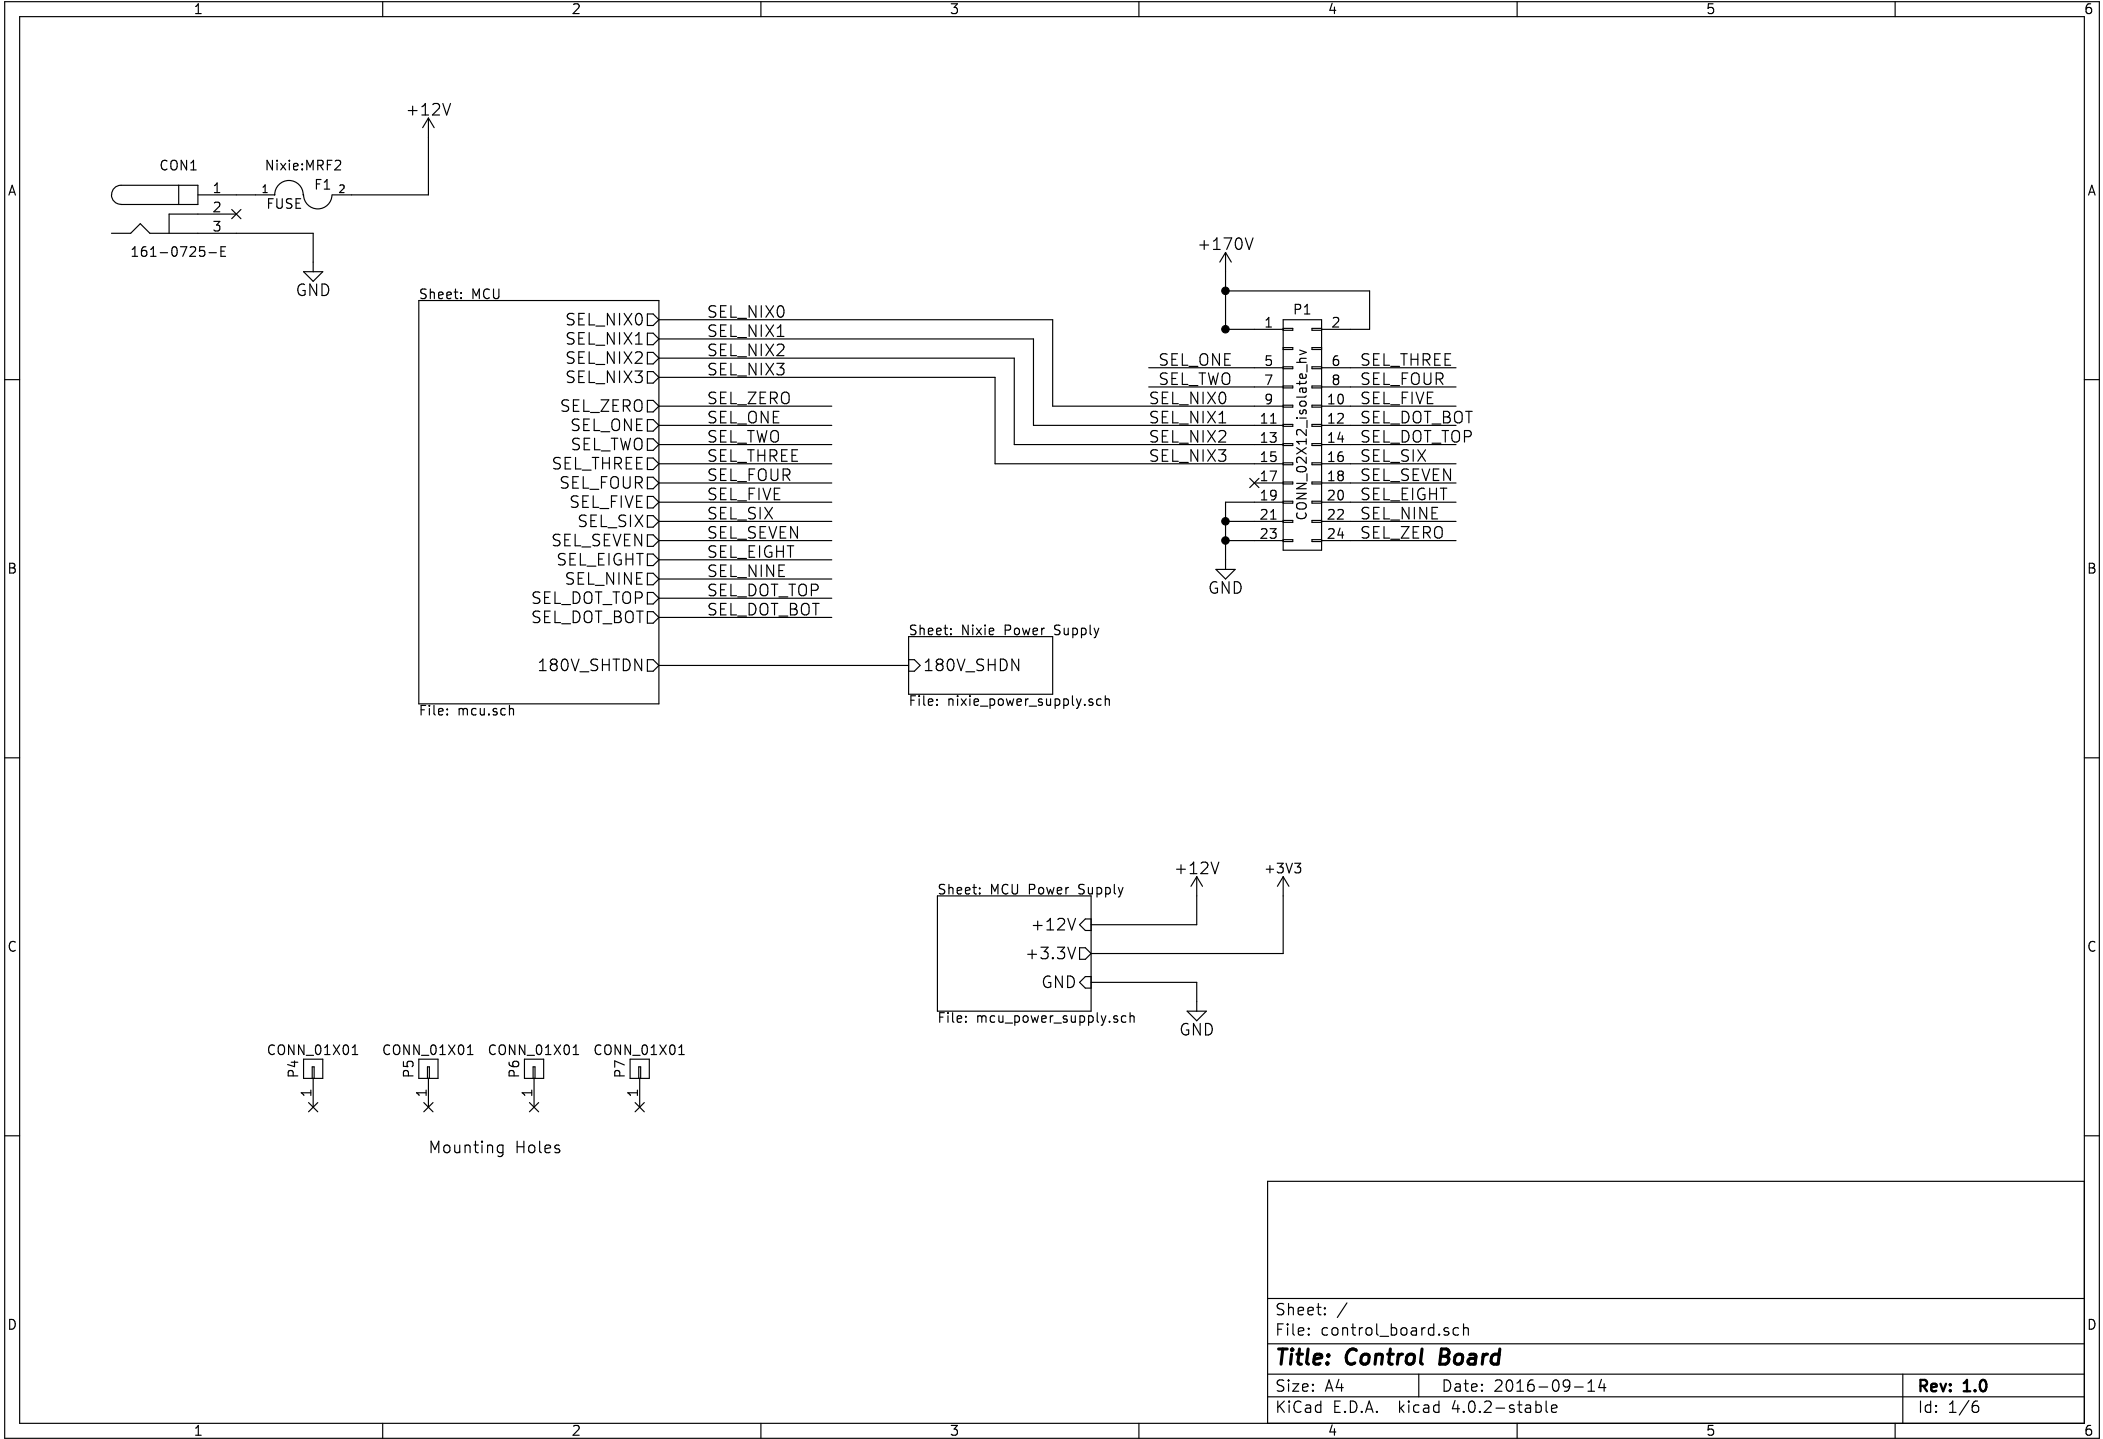 1 2 3 4 5 6
+12V
CON1 Nixie:MRF2
1 1 F1 2
FUSE
2
3
161-0725-E
GND
A A
+170V
Sheet: MCU
SEL_NIX0 SEL_NIX0
SEL_NIX1 SEL_NIX1
SEL_NIX2 SEL_NIX2
SEL_NIX3 SEL_NIX3
SEL_ZERO SEL_ZERO
SEL_ONE SEL_ONE
SEL_TWO SEL_TWO
SEL_THREE SEL_THREE
SEL_FOUR SEL_FOUR
SEL_FIVE SEL_FIVE
SEL_SIX SEL_SIX
SEL_SEVEN SEL_SEVEN
SEL_EIGHT SEL_EIGHT
SEL_NINE SEL_NINE
SEL_DOT_TOP SEL_DOT_TOP
SEL_DOT_BOT SEL_DOT_BOT
180V_SHTDN
File: mcu.sch
P1
CONN_02X12_isolate_hv
1 2
SEL_ONE 5 6 SEL_THREE
SEL_TWO 7 8 SEL_FOUR
SEL_NIX0 9 10 SEL_FIVE
SEL_NIX1 11 12 SEL_DOT_BOT
SEL_NIX2 13 14 SEL_DOT_TOP
SEL_NIX3 15 16 SEL_SIX
17 18 SEL_SEVEN
19 20 SEL_EIGHT
21 22 SEL_NINE
23 24 SEL_ZERO
GND
B B
Sheet: Nixie Power Supply
180V_SHDN
File: nixie_power_supply.sch
+12V +3V3
Sheet: MCU Power Supply
+12V
+3.3V
GND
File: mcu_power_supply.sch
GND
C C
CONN_01X01 CONN_01X01 CONN_01X01 CONN_01X01
P4 P5 P6 P7
1 1 1 1
Mounting Holes
D D
Sheet: /
File: control_board.sch
Title: Control Board
Size: A4 Date: 2016-09-14 Rev: 1.0
KiCad E.D.A. kicad 4.0.2-stable Id: 1/6
1 2 3 4 5 6